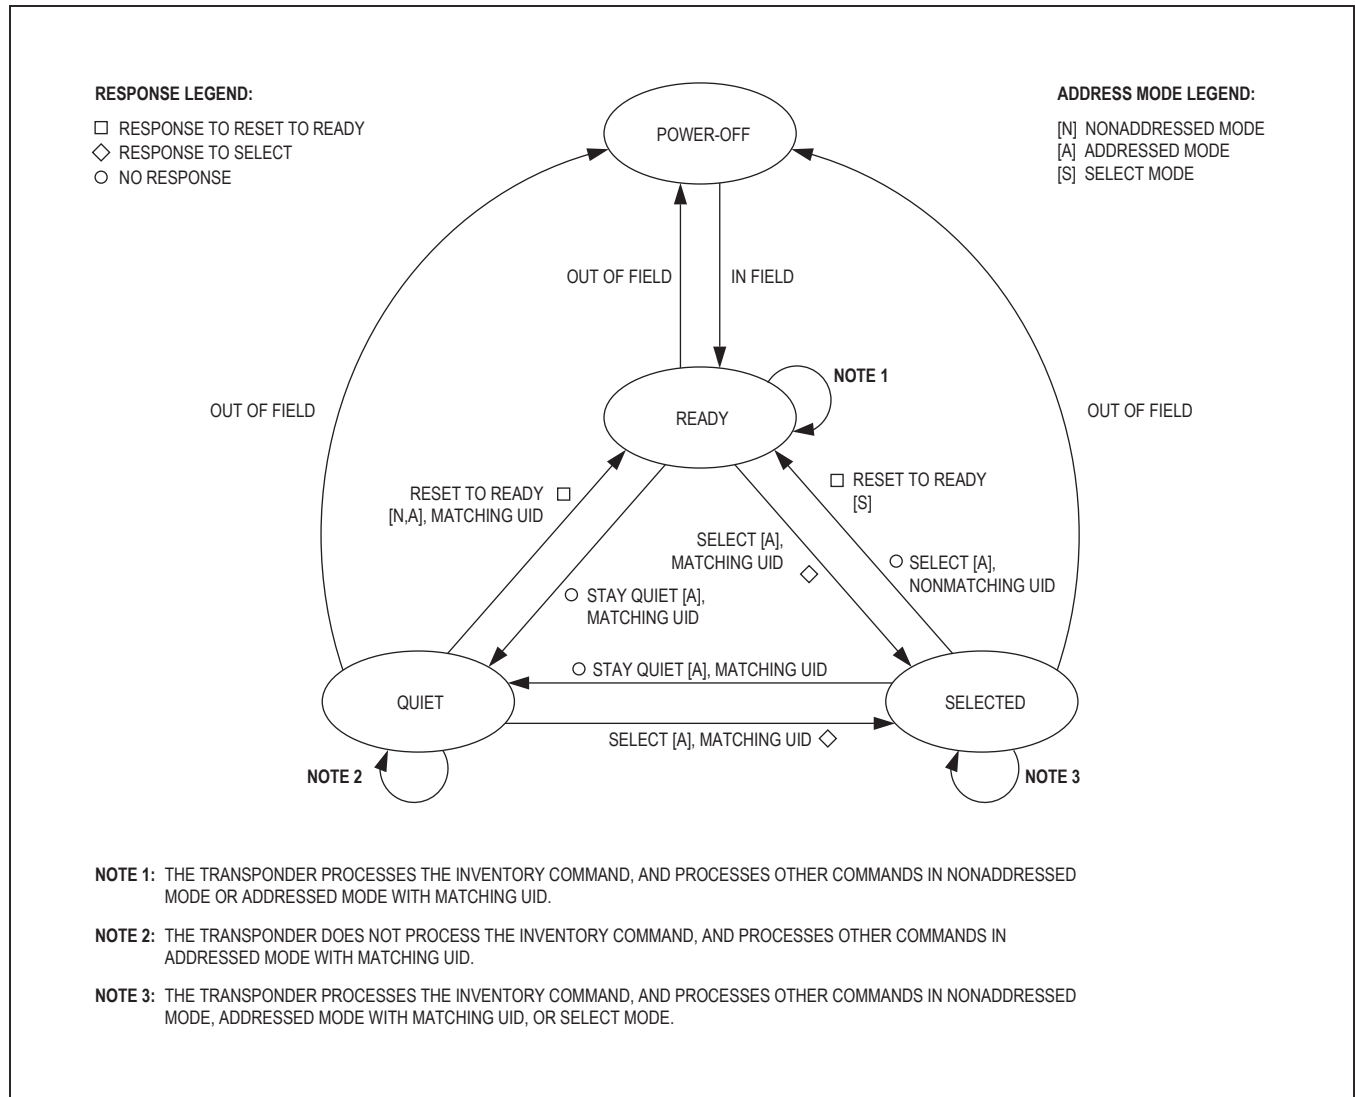 RESPONSE LEGEND:
□ RESPONSE TO RESET TO READY
◇ RESPONSE TO SELECT
○ NO RESPONSE
ADDRESS MODE LEGEND:
[N] NONADDRESSED MODE
[A] ADDRESSED MODE
[S] SELECT MODE
POWER-OFF
OUT OF FIELD
IN FIELD
NOTE 1
OUT OF FIELD
READY
OUT OF FIELD
RESET TO READY □
[N,A], MATCHING UID
□ RESET TO READY
[S]
SELECT [A],
MATCHING UID
◇
○ SELECT [A],
NONMATCHING UID
○ STAY QUIET [A],
MATCHING UID
○ STAY QUIET [A], MATCHING UID
QUIET
SELECTED
SELECT [A], MATCHING UID ◇
NOTE 2
NOTE 3
NOTE 1: THE TRANSPONDER PROCESSES THE INVENTORY COMMAND, AND PROCESSES OTHER COMMANDS IN NONADDRESSED
MODE OR ADDRESSED MODE WITH MATCHING UID.
NOTE 2: THE TRANSPONDER DOES NOT PROCESS THE INVENTORY COMMAND, AND PROCESSES OTHER COMMANDS IN
ADDRESSED MODE WITH MATCHING UID.
NOTE 3: THE TRANSPONDER PROCESSES THE INVENTORY COMMAND, AND PROCESSES OTHER COMMANDS IN NONADDRESSED
MODE, ADDRESSED MODE WITH MATCHING UID, OR SELECT MODE.